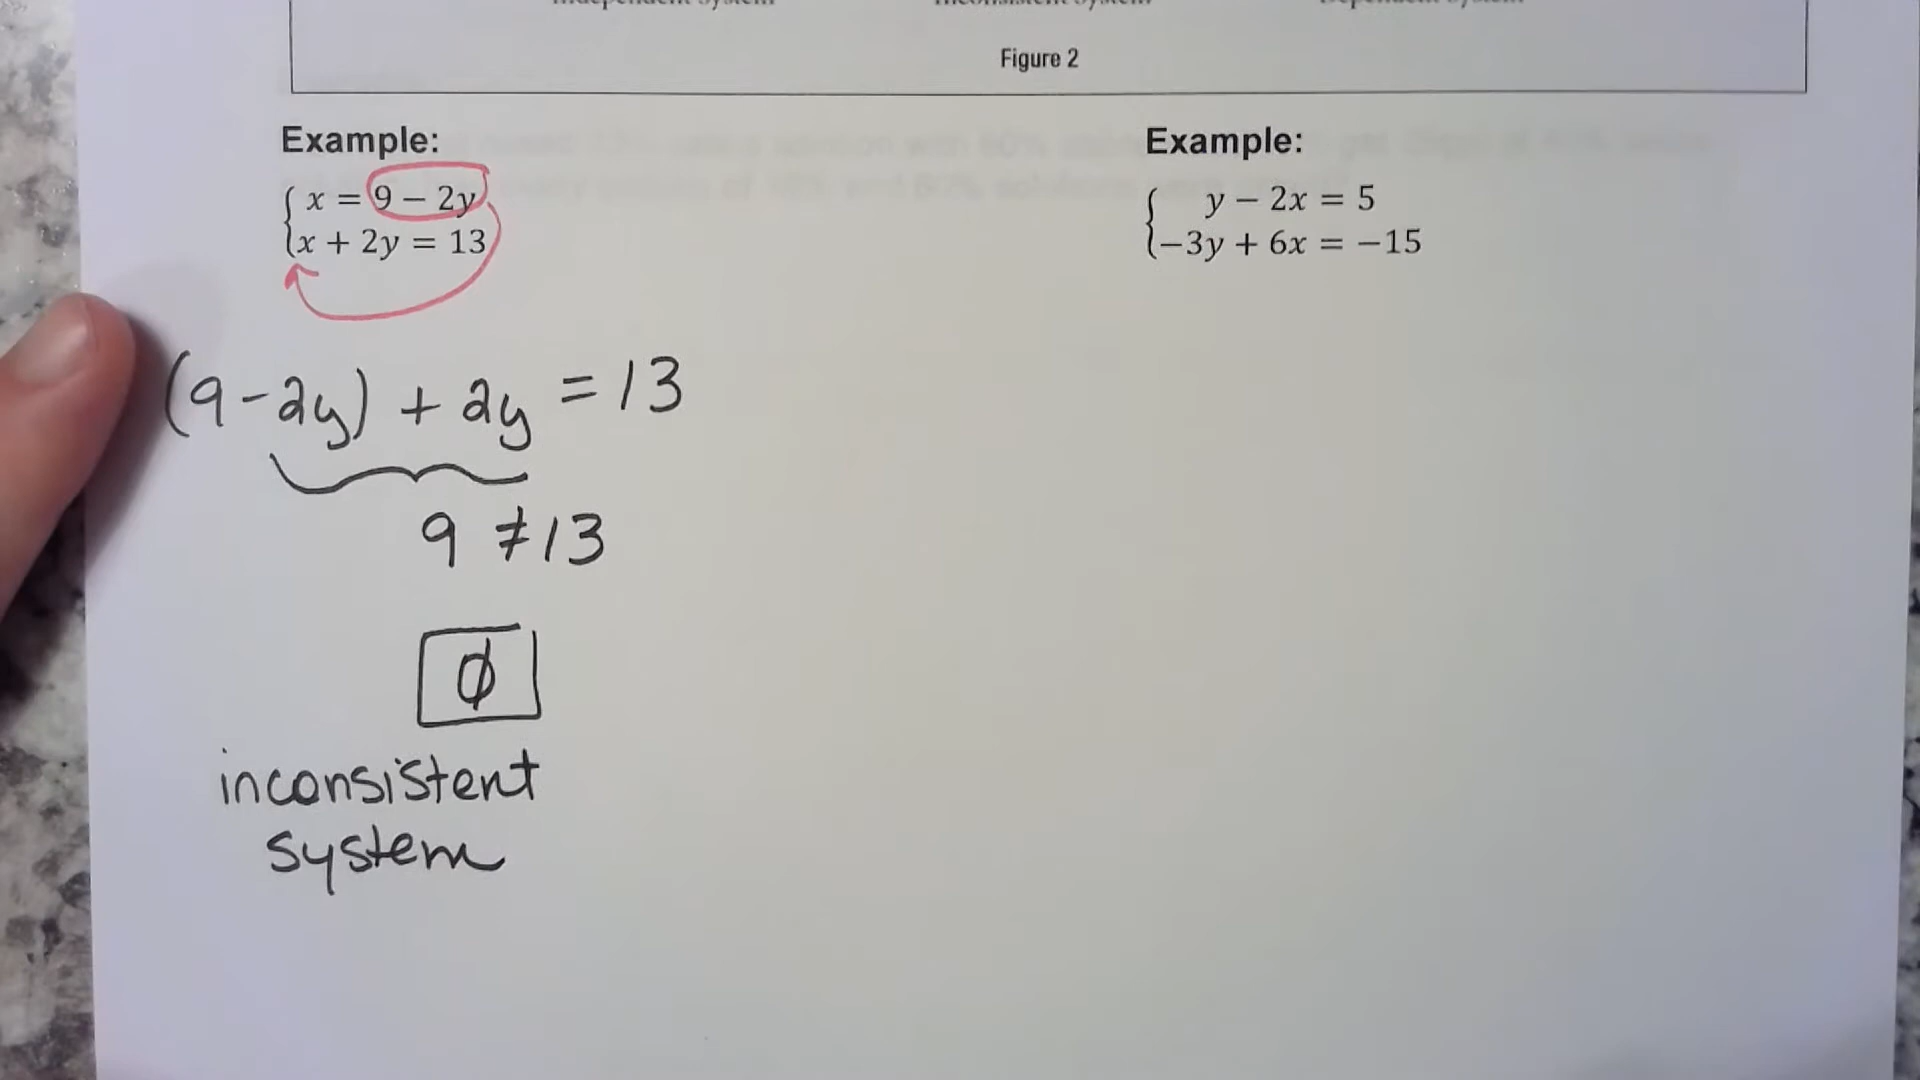 Figure 2
Example:
x = 9 − 2y
x + 2y = 13
(9 - 2y) + 2y = 13
9 ≠ 13
∅
inconsistent
system
Example:
y − 2x = 5
−3y + 6x = −15